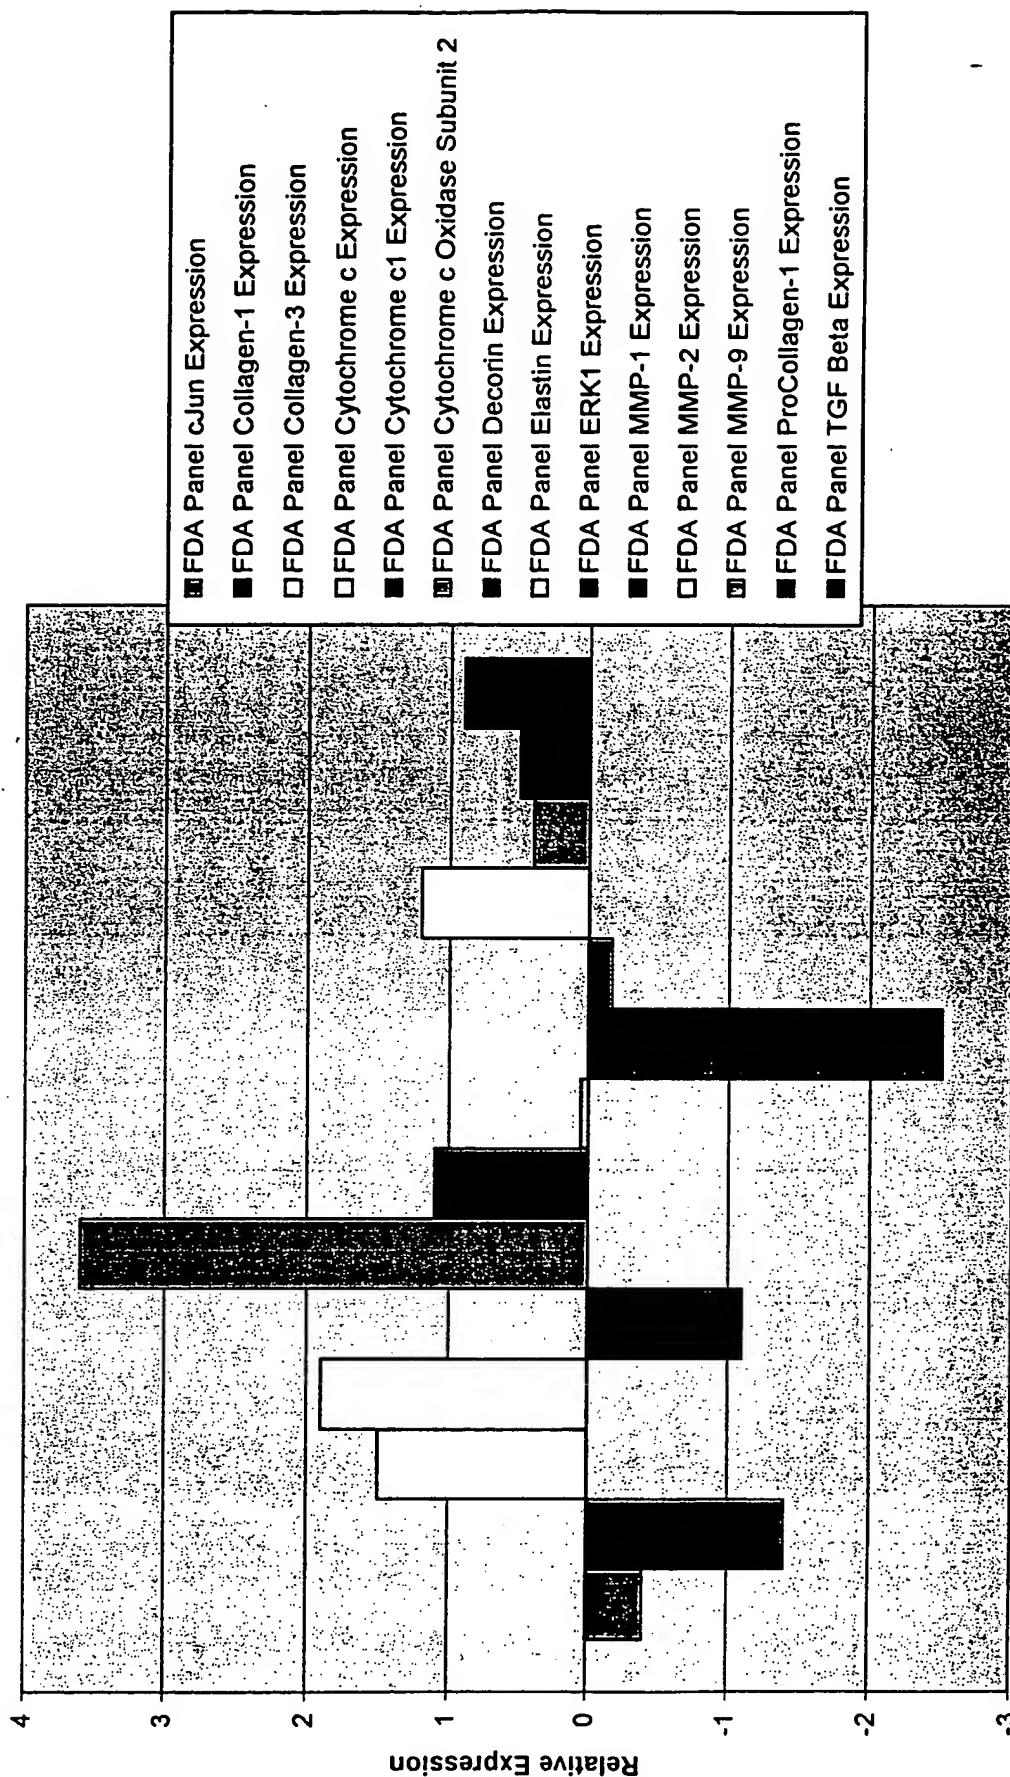 4
3
2
1
0
-1
-2
-3
Relative Expression
FDA Panel cJun Expression
FDA Panel Collagen-1 Expression
FDA Panel Collagen-3 Expression
FDA Panel Cytochrome c Expression
FDA Panel Cytochrome c1 Expression
FDA Panel Cytochrome c Oxidase Subunit 2
FDA Panel Decorin Expression
FDA Panel Elastin Expression
FDA Panel ERK1 Expression
FDA Panel MMP-1 Expression
FDA Panel MMP-2 Expression
FDA Panel MMP-9 Expression
FDA Panel ProCollagen-1 Expression
FDA Panel TGF Beta Expression